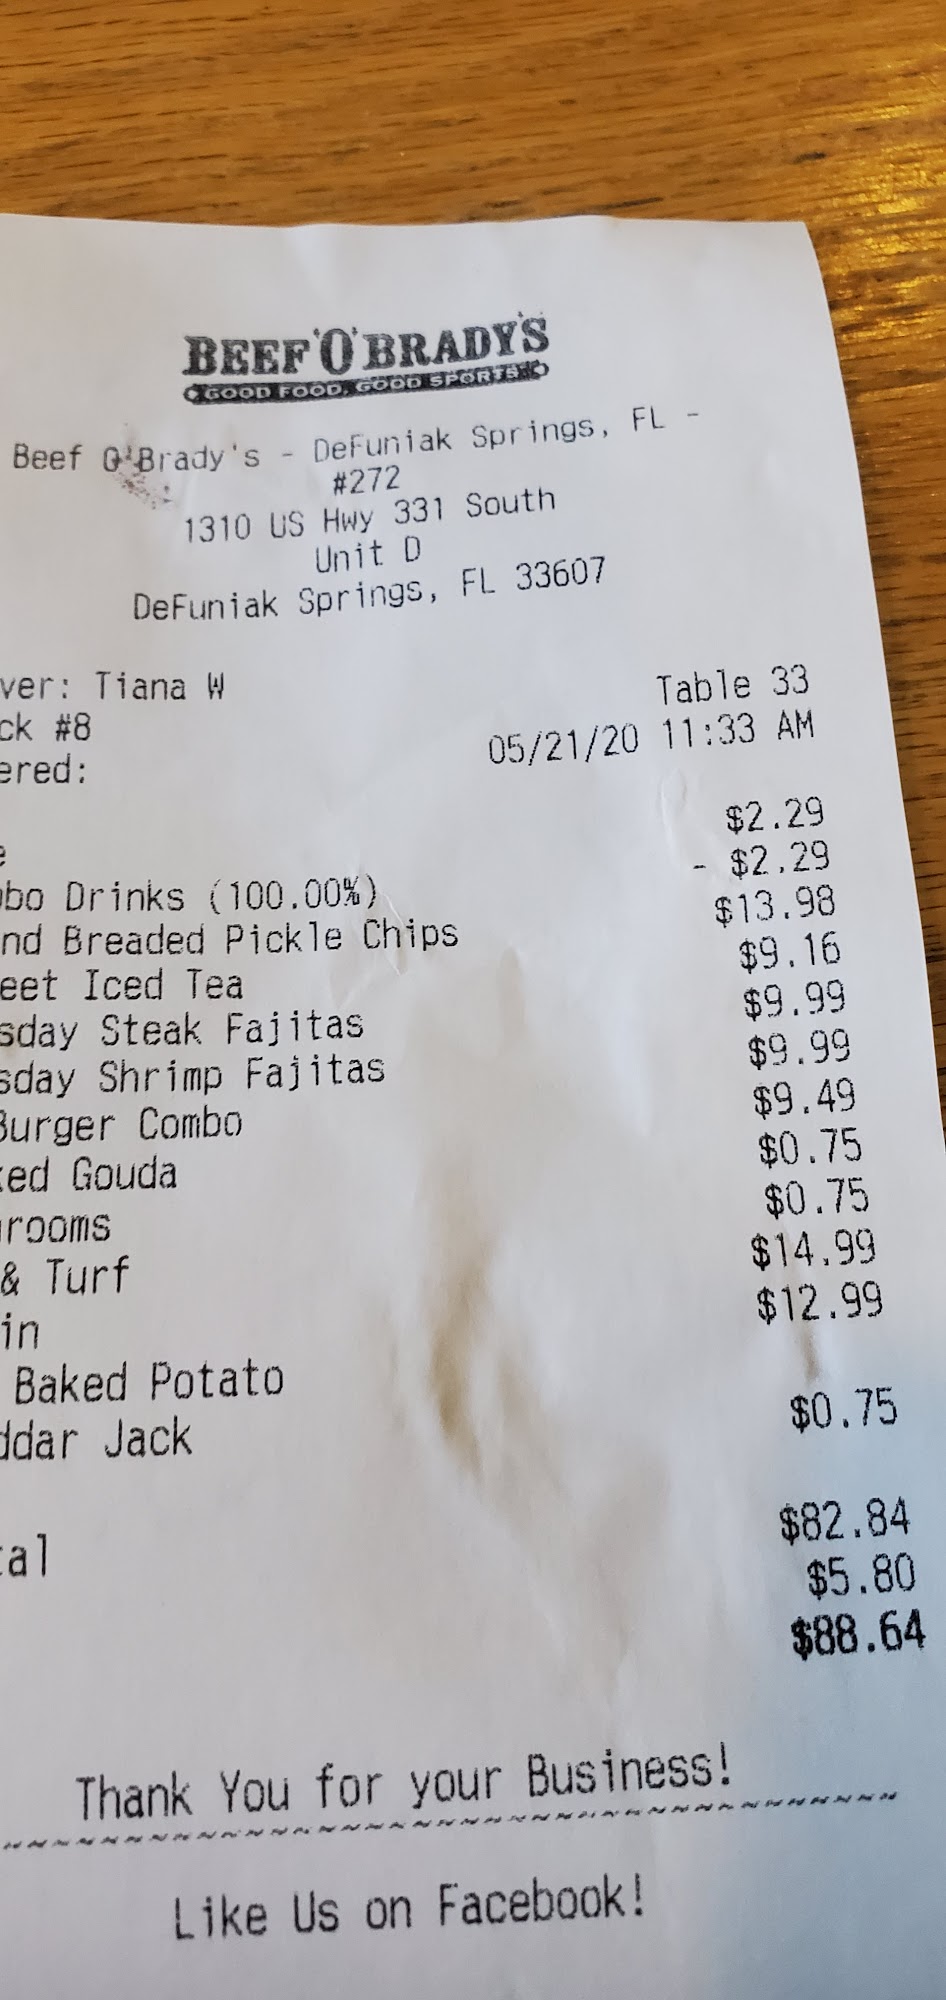 BEEF 'O' BRADY'S
GOOD FOOD, GOOD SPORTS
Beef O'Brady's - DeFuniak Springs, FL -
#272
1310 US Hwy 331 South
Unit D
DeFuniak Springs, FL 33607
ver: Tiana W Table 33
ck #8 05/21/20 11:33 AM
ered:
e $2.29
bo Drinks (100.00%) - $2.29
nd Breaded Pickle Chips $13.98
eet Iced Tea $9.16
sday Steak Fajitas $9.99
sday Shrimp Fajitas $9.99
Burger Combo $9.49
ked Gouda $0.75
rooms $0.75
& Turf $14.99
in $12.99
Baked Potato
ddar Jack $0.75
tal $82.84
$5.80
$88.64
Thank You for your Business!
~~~~~~~~~~~~~~~~~~~~~~~~~~~~~~~~~~~~~~~~
Like Us on Facebook!